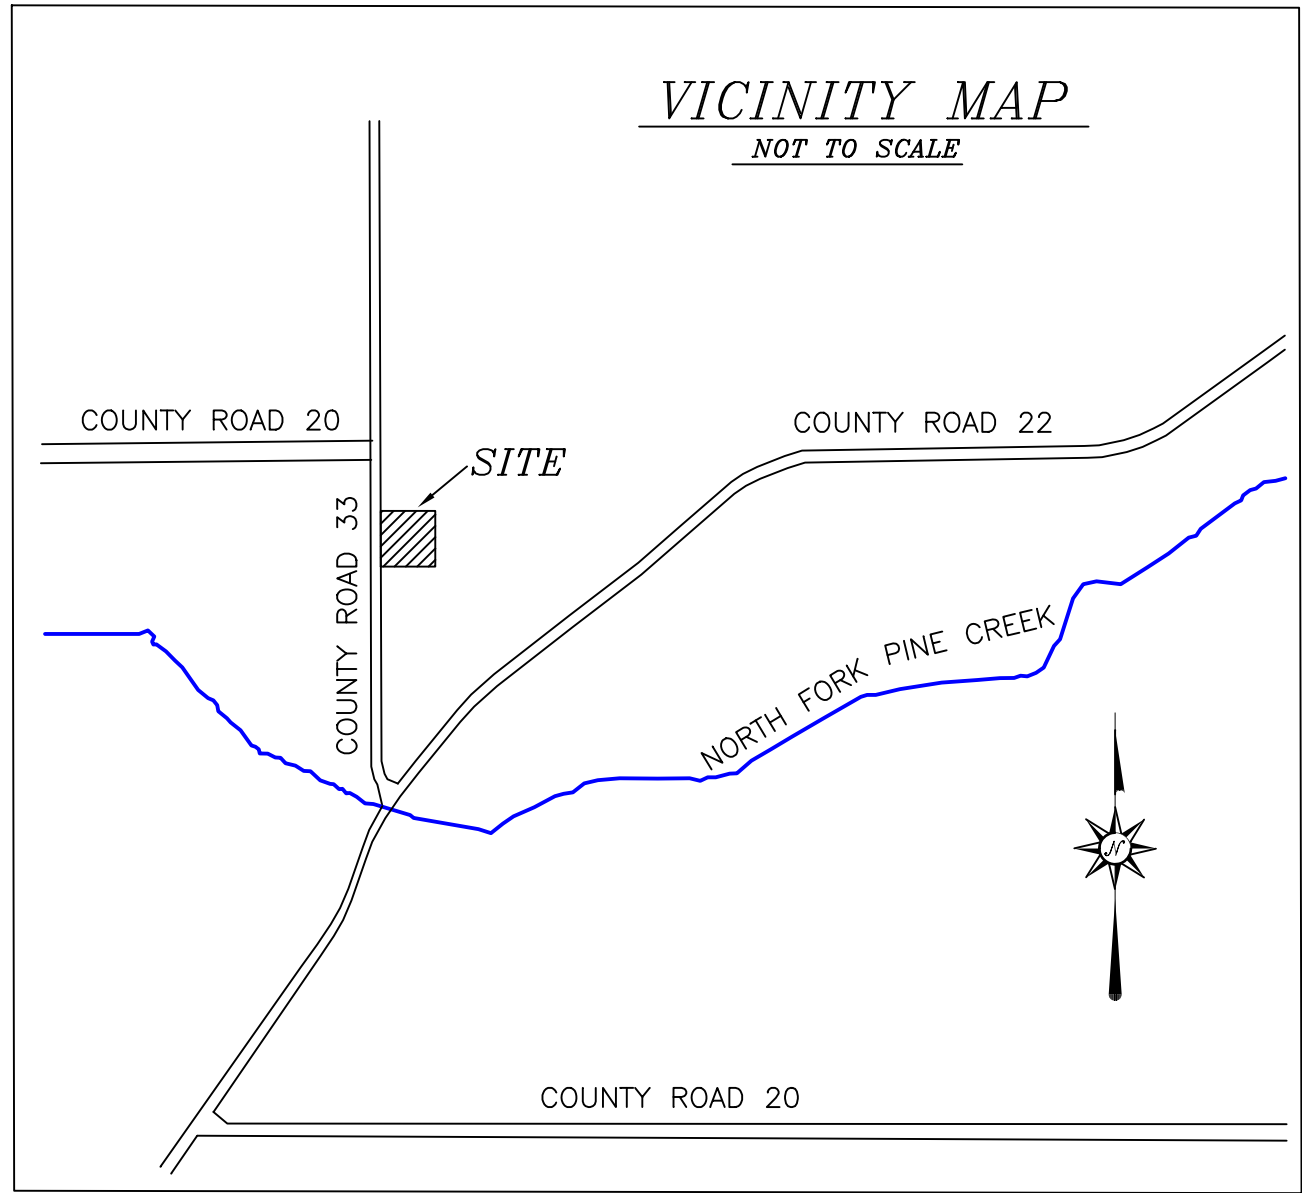 VICINITY MAP
NOT TO SCALE
COUNTY ROAD 20
COUNTY ROAD 22
SITE
COUNTY ROAD 33
NORTH FORK PINE CREEK
N
COUNTY ROAD 20